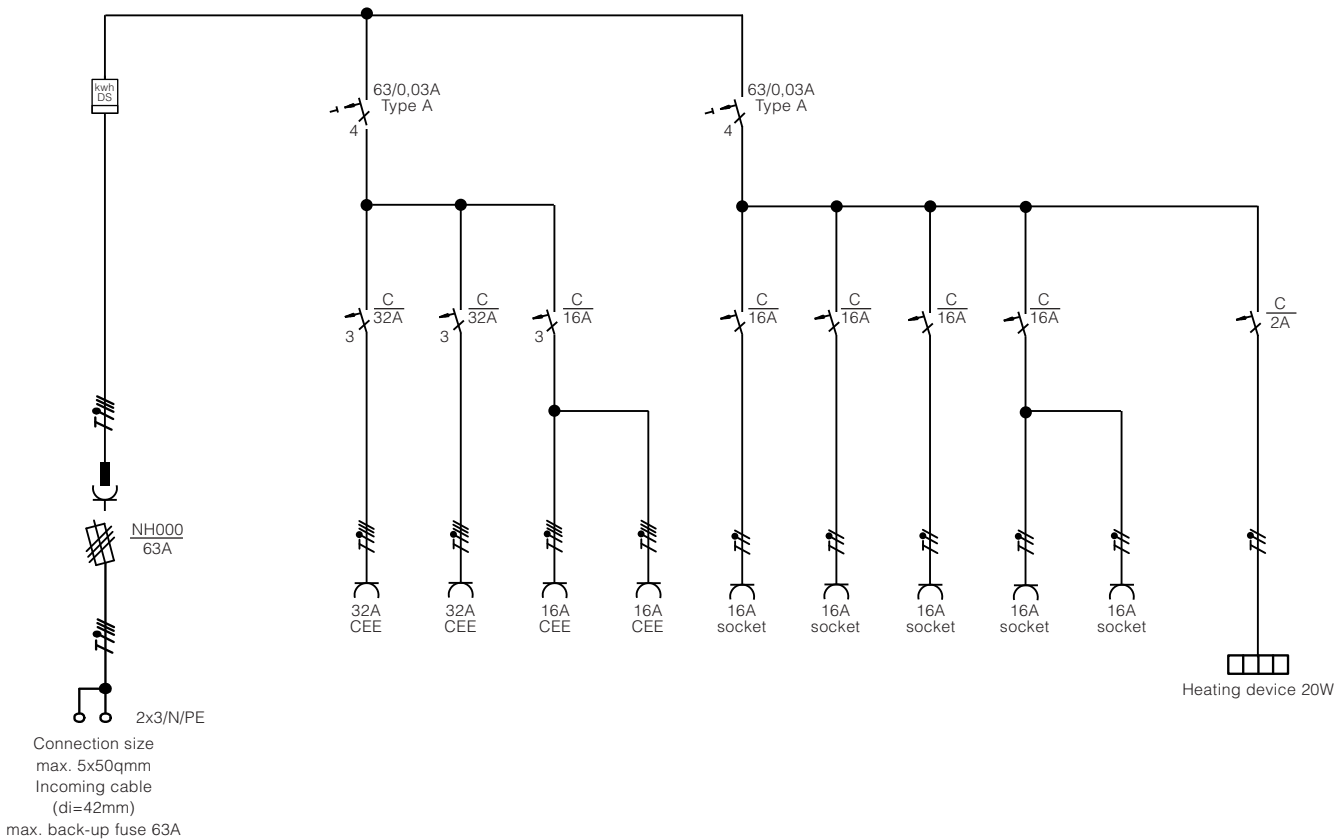 kwh
DS
63/0,03A
Type A
4
63/0,03A
Type A
4
C
32A
3
C
32A
3
C
16A
3
C
16A
C
16A
C
16A
C
16A
C
2A
NH000
63A
32A
CEE
32A
CEE
16A
CEE
16A
CEE
16A
socket
16A
socket
16A
socket
16A
socket
16A
socket
Heating device 20W
2x3/N/PE
Connection size
max. 5x50qmm
Incoming cable
(di=42mm)
max. back-up fuse 63A